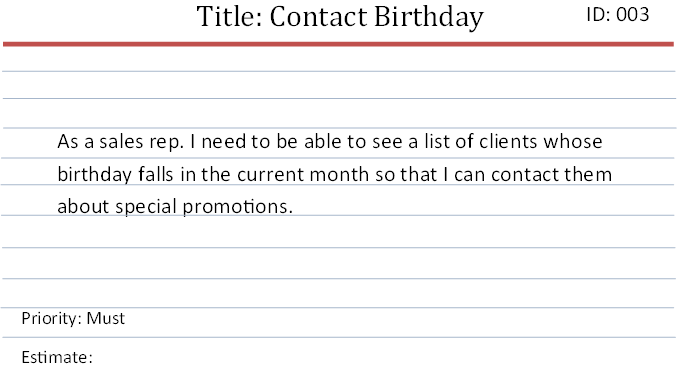 Title: Contact Birthday
ID: 003
As a sales rep. I need to be able to see a list of clients whose
birthday falls in the current month so that I can contact them
about special promotions.
Priority: Must
Estimate: